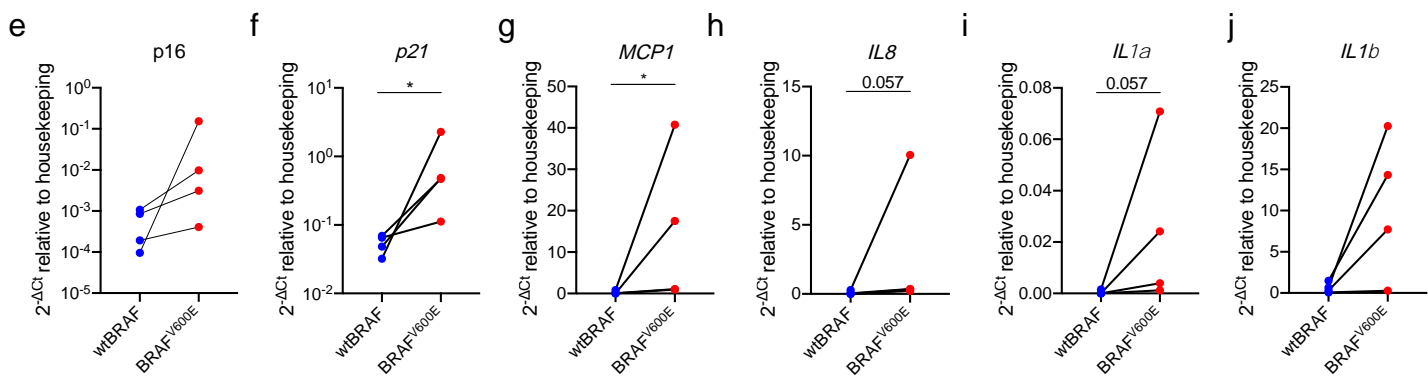 e
p16
2^-ΔCt relative to housekeeping
10^0
10^-1
10^-2
10^-3
10^-4
10^-5
wtBRAF
BRAF^V600E
f
p21
*
2^-ΔCt relative to housekeeping
10^1
10^0
10^-1
10^-2
wtBRAF
BRAF^V600E
g
MCP1
*
2^-ΔCt relative to housekeeping
50
40
30
20
10
0
wtBRAF
BRAF^V600E
h
IL8
0.057
2^-ΔCt relative to housekeeping
15
10
5
0
wtBRAF
BRAF^V600E
i
IL1a
0.057
2^-ΔCt relative to housekeeping
0.08
0.06
0.04
0.02
0.00
wtBRAF
BRAF^V600E
j
IL1b
2^-ΔCt relative to housekeeping
25
20
15
10
5
0
wtBRAF
BRAF^V600E